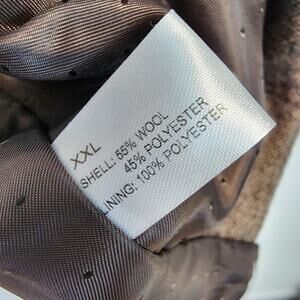 XXL
SHELL: 55% WOOL
45% POLYESTER
LINING: 100% POLYESTER